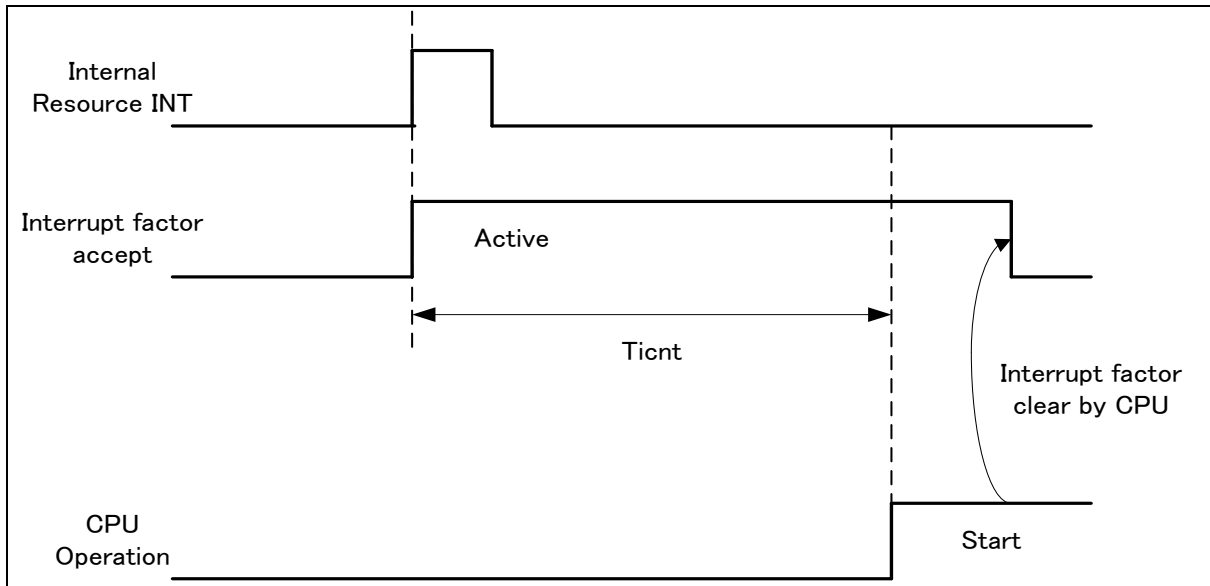 Internal
Resource INT
Interrupt factor
accept
Active
Ticnt
Interrupt factor
clear by CPU
CPU
Operation
Start